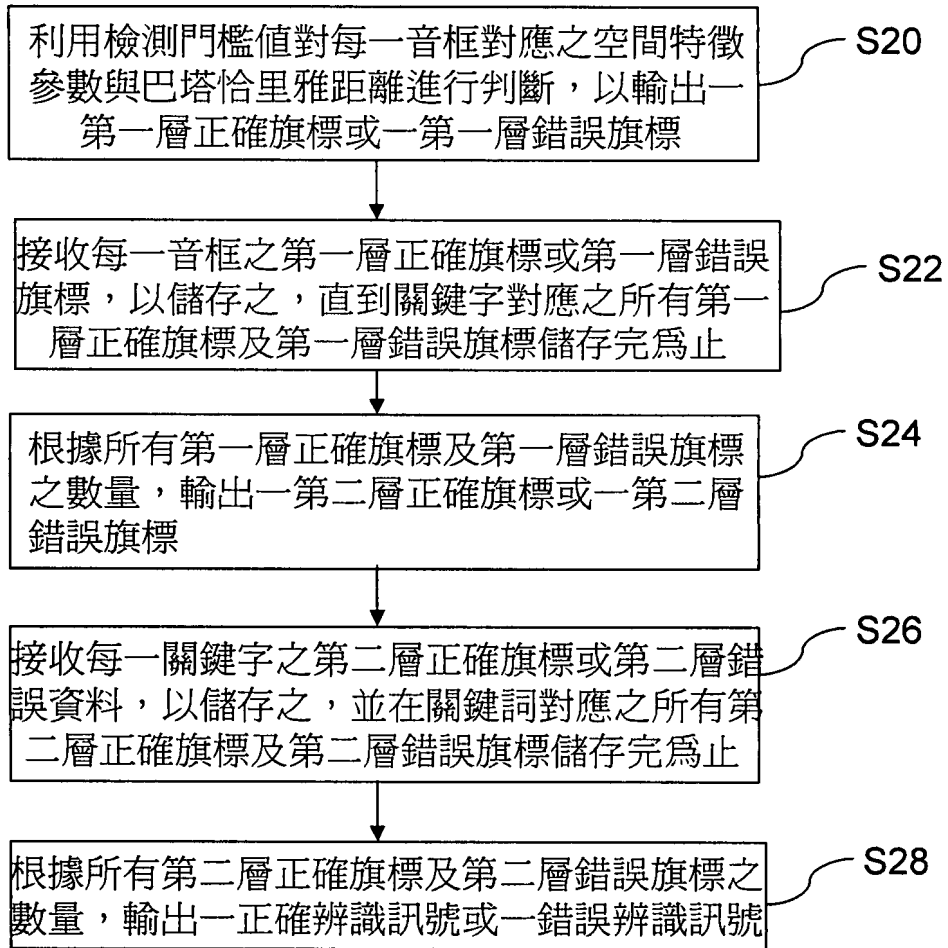 利用檢測門檻值對每一音框對應之空間特徵
參數與巴塔恰里雅距離進行判斷，以輸出一
第一層正確旗標或一第一層錯誤旗標
S20
接收每一音框之第一層正確旗標或第一層錯誤
旗標，以儲存之，直到關鍵字對應之所有第一
層正確旗標及第一層錯誤旗標儲存完爲止
S22
根據所有第一層正確旗標及第一層錯誤旗標
之數量，輸出一第二層正確旗標或一第二層
錯誤旗標
S24
接收每一關鍵字之第二層正確旗標或第二層錯
誤資料，以儲存之，並在關鍵詞對應之所有第
二層正確旗標及第二層錯誤旗標儲存完爲止
S26
根據所有第二層正確旗標及第二層錯誤旗標之
數量，輸出一正確辨識訊號或一錯誤辨識訊號
S28